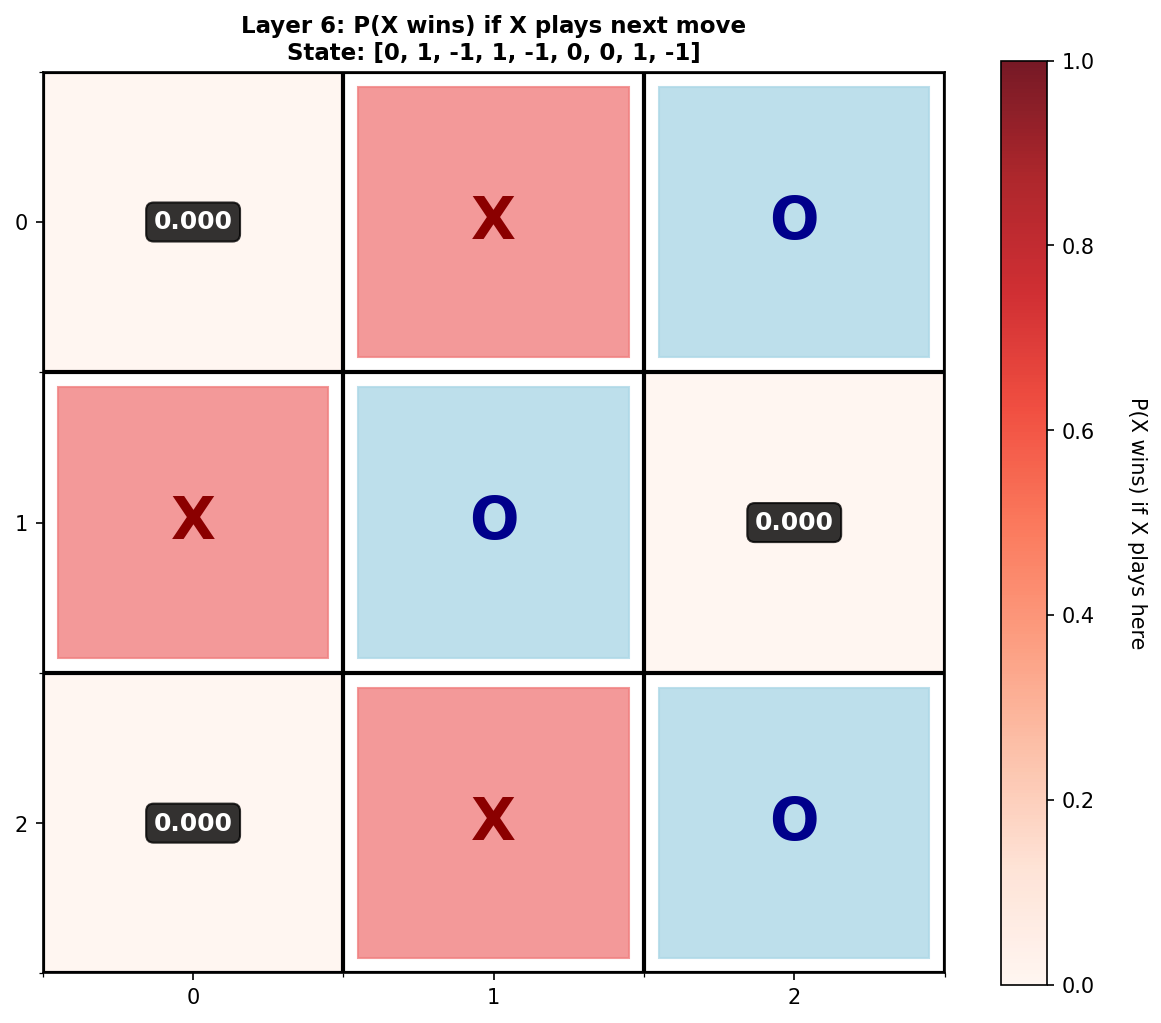 Layer 6: P(X wins) if X plays next move
State: [0, 1, -1, 1, -1, 0, 0, 1, -1]
0
0.000
X
O
1
X
O
0.000
2
0.000
X
O
0
1
2
1.0
0.8
0.6
0.4
0.2
0.0
P(X wins) if X plays here